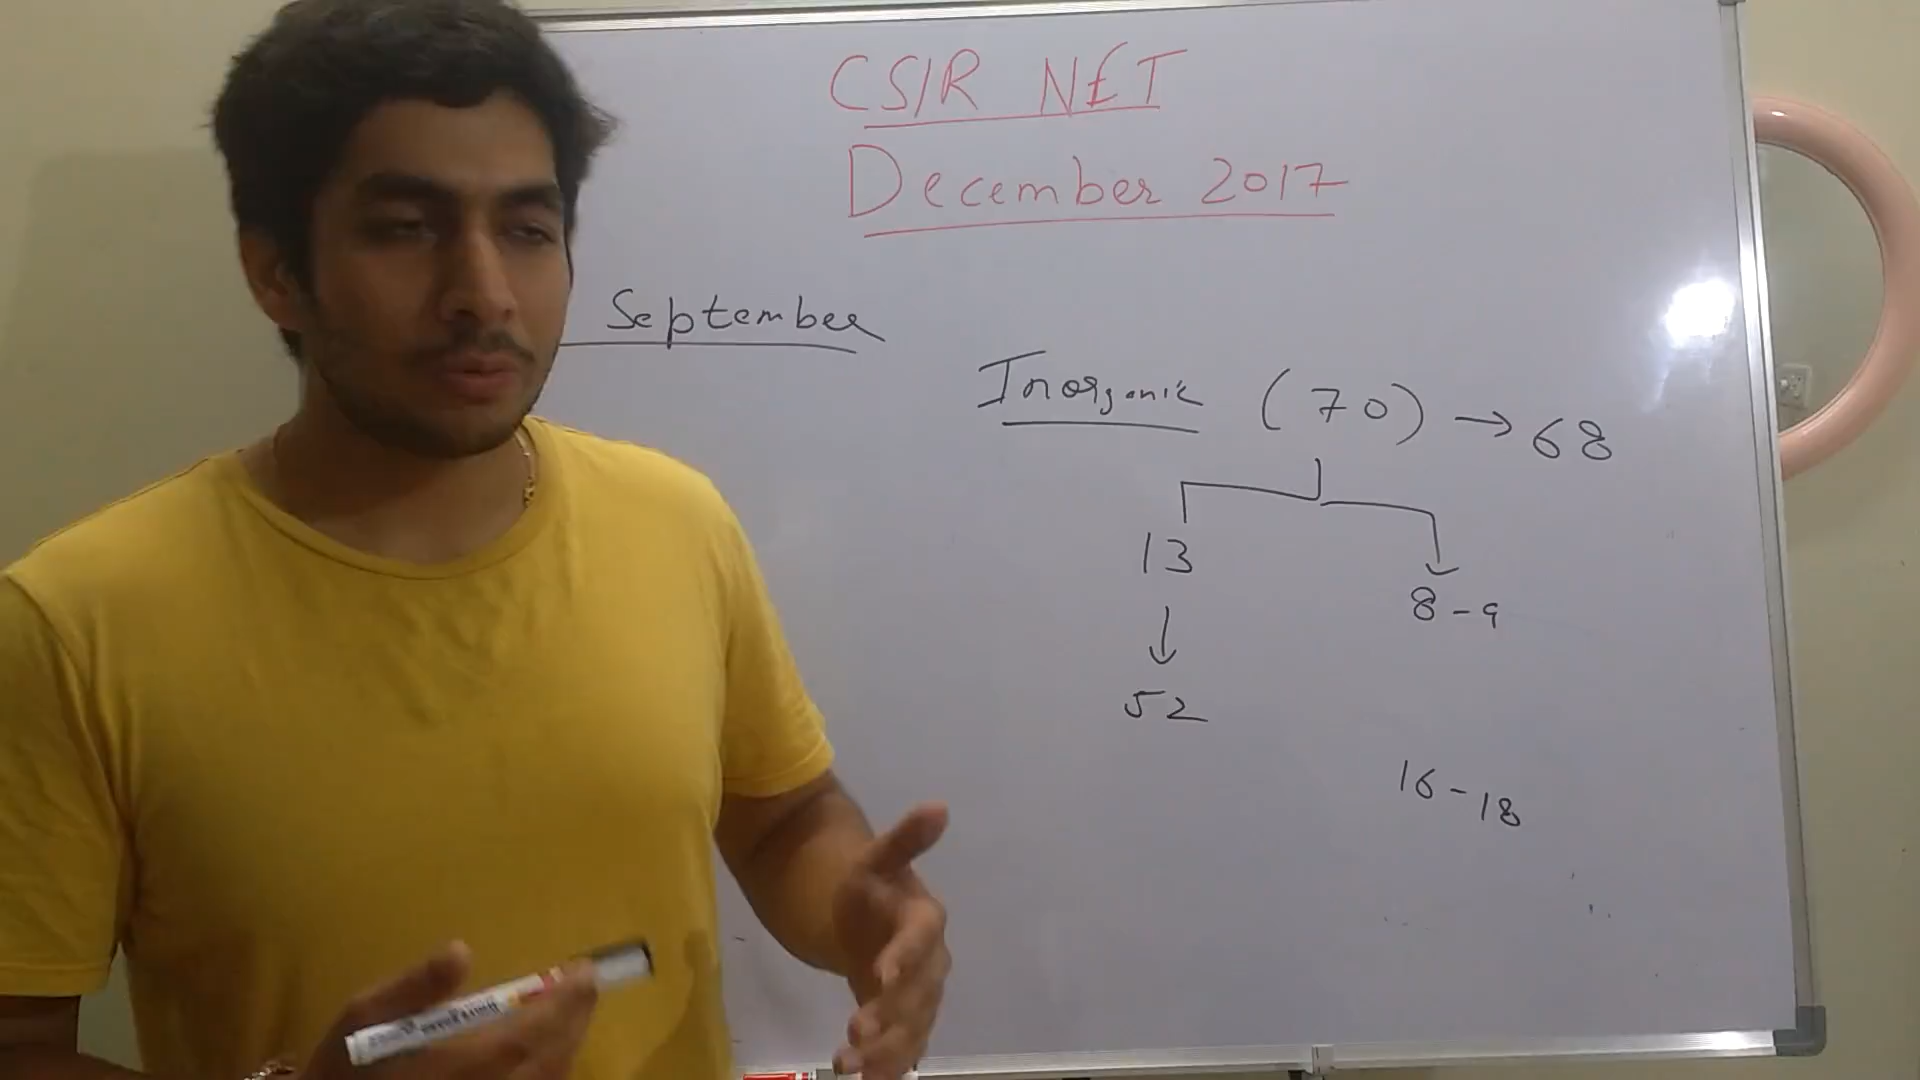 CSIR NET
December 2017
September
Inorganic (70) → 68
13
8-9
↓
52
16-18